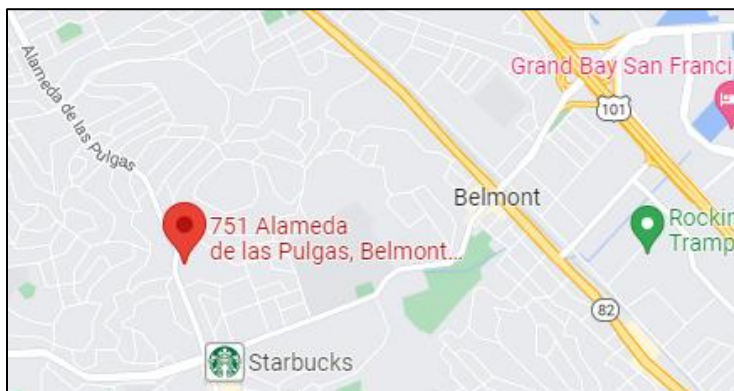 Alameda de las Pulgas
Grand Bay San Franci
101
Belmont
751 Alameda
de las Pulgas, Belmont...
Rockin
Tramp
82
Starbucks